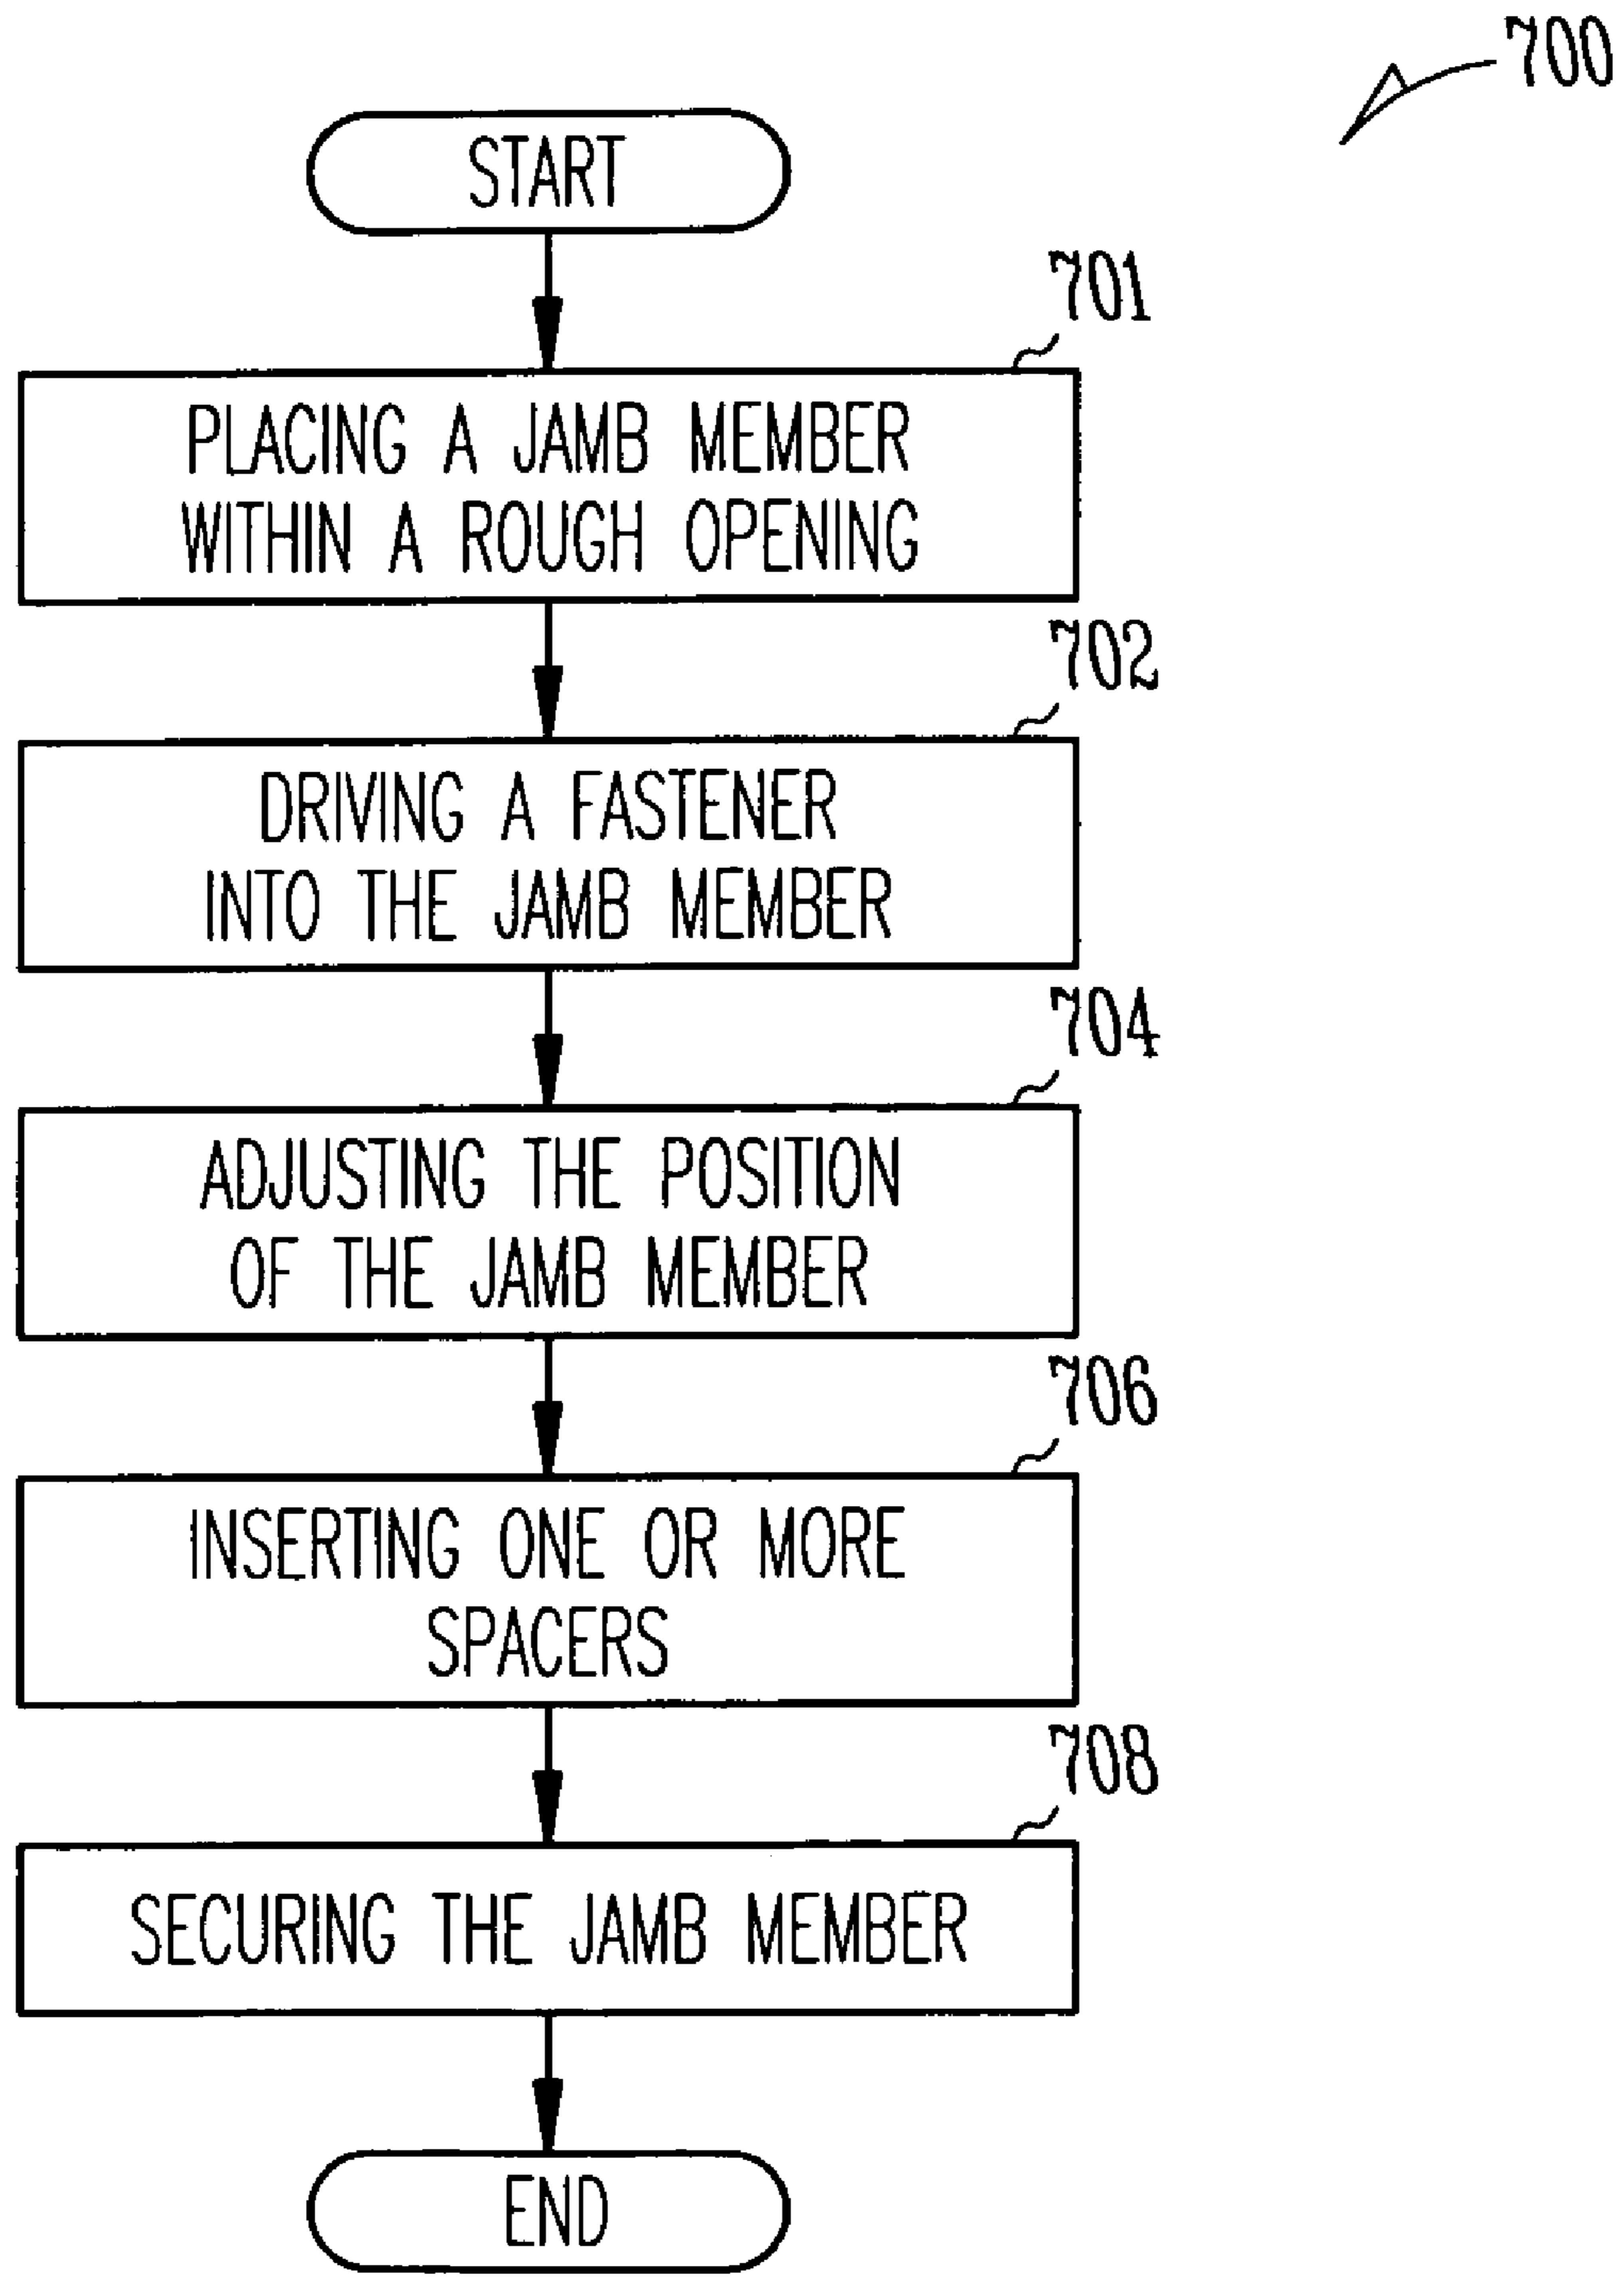 700
START
701
PLACING A JAMB MEMBER
WITHIN A ROUGH OPENING
702
DRIVING A FASTENER
INTO THE JAMB MEMBER
704
ADJUSTING THE POSITION
OF THE JAMB MEMBER
706
INSERTING ONE OR MORE
SPACERS
708
SECURING THE JAMB MEMBER
END